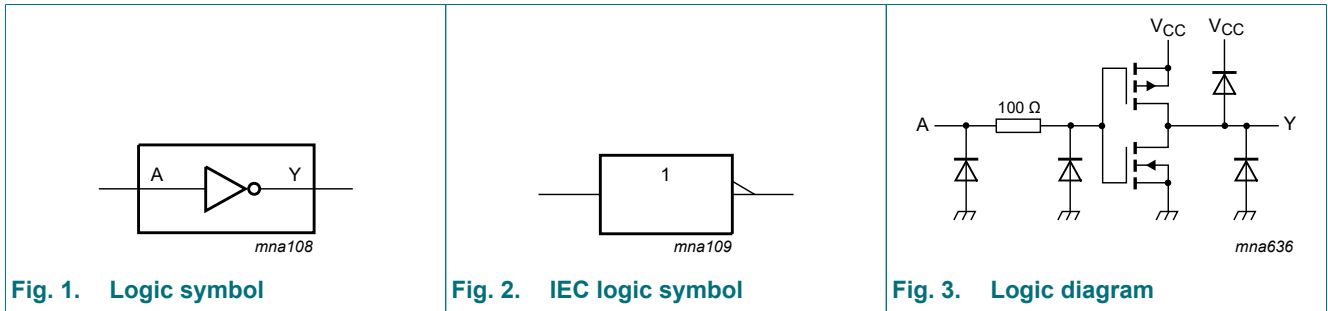 A Y
mna108
Fig. 1. Logic symbol
1
mna109
Fig. 2. IEC logic symbol
VCC VCC
100 Ω
A Y
mna636
Fig. 3. Logic diagram